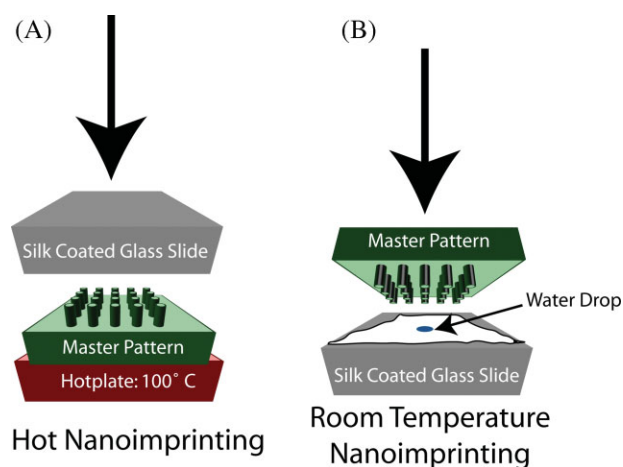 (A)
Silk Coated Glass Slide
Master Pattern
Hotplate: 100° C
Hot Nanoimprinting
(B)
Master Pattern
Water Drop
Silk Coated Glass Slide
Room Temperature
Nanoimprinting